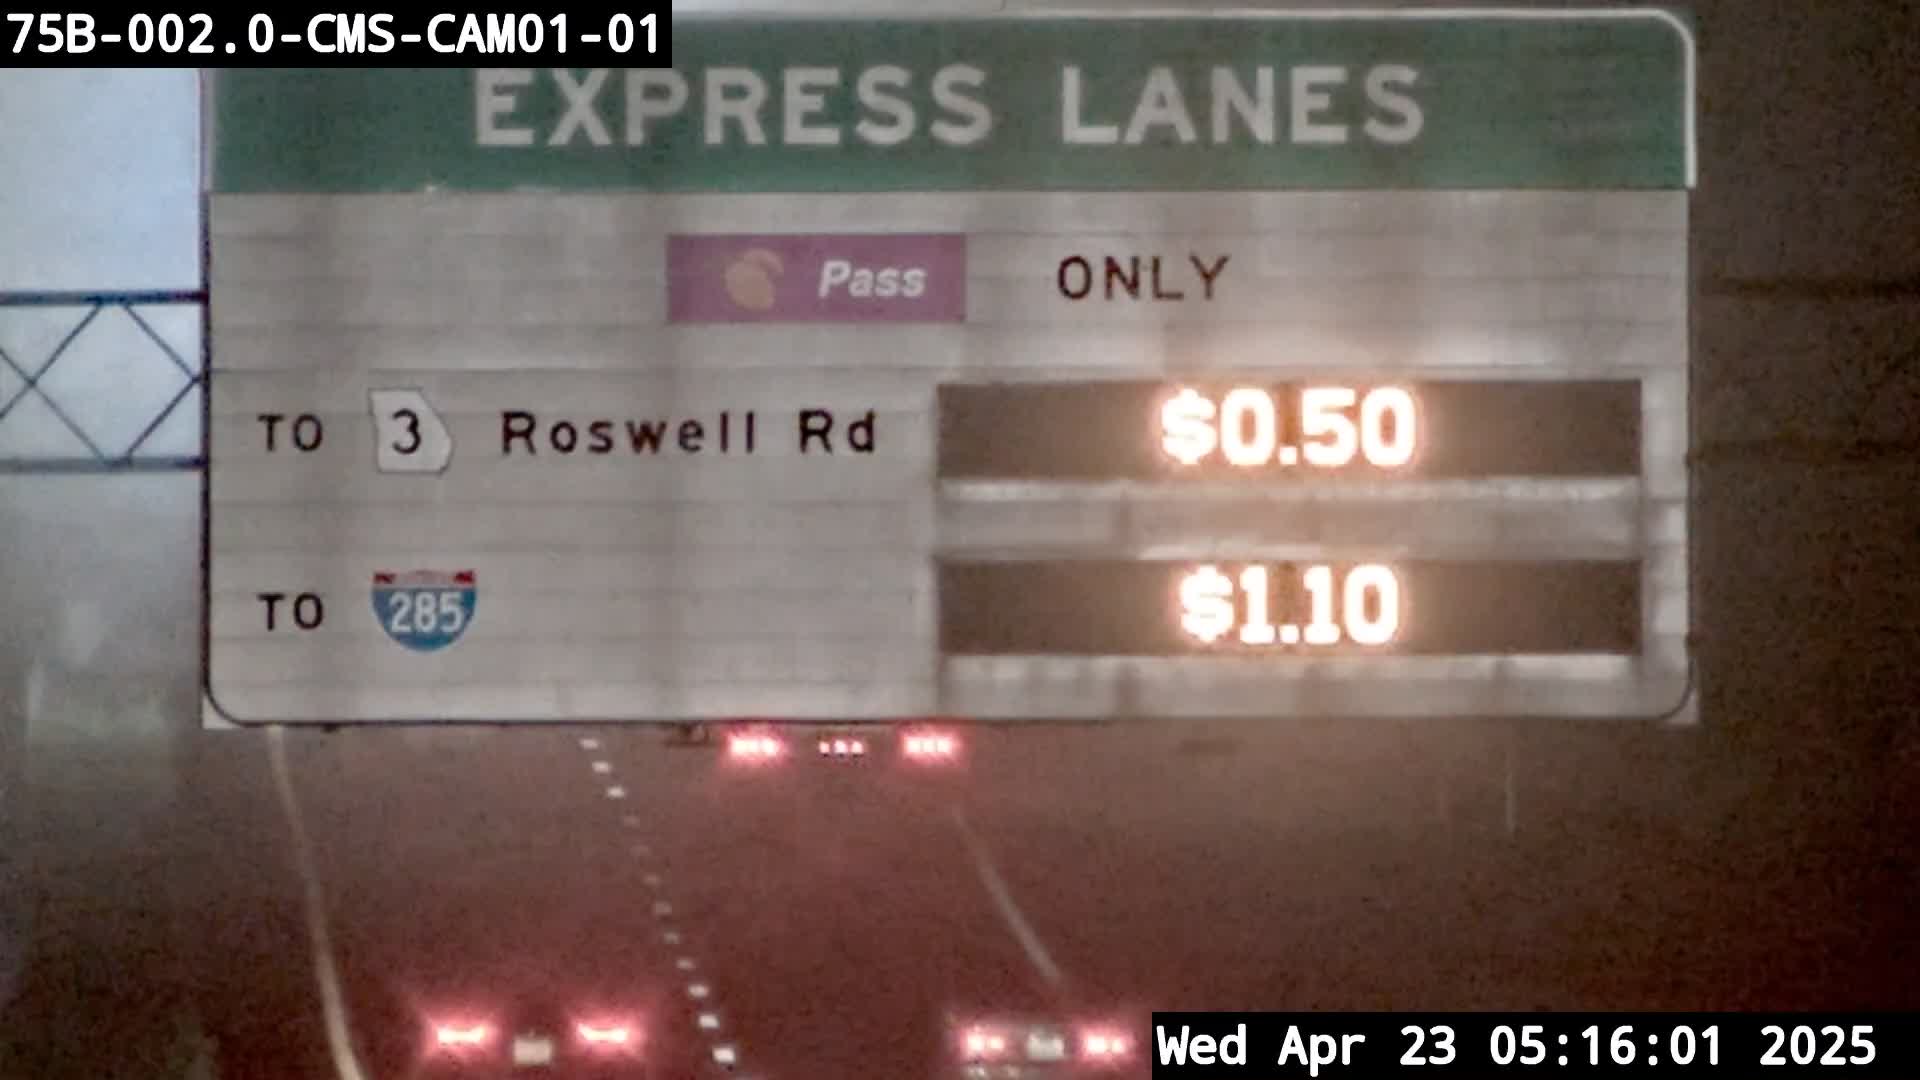 75B-002.0-CMS-CAM01-01
EXPRESS LANES
Pass ONLY
TO 3 Roswell Rd $0.50
TO 285 $1.10
Wed Apr 23 05:16:01 2025